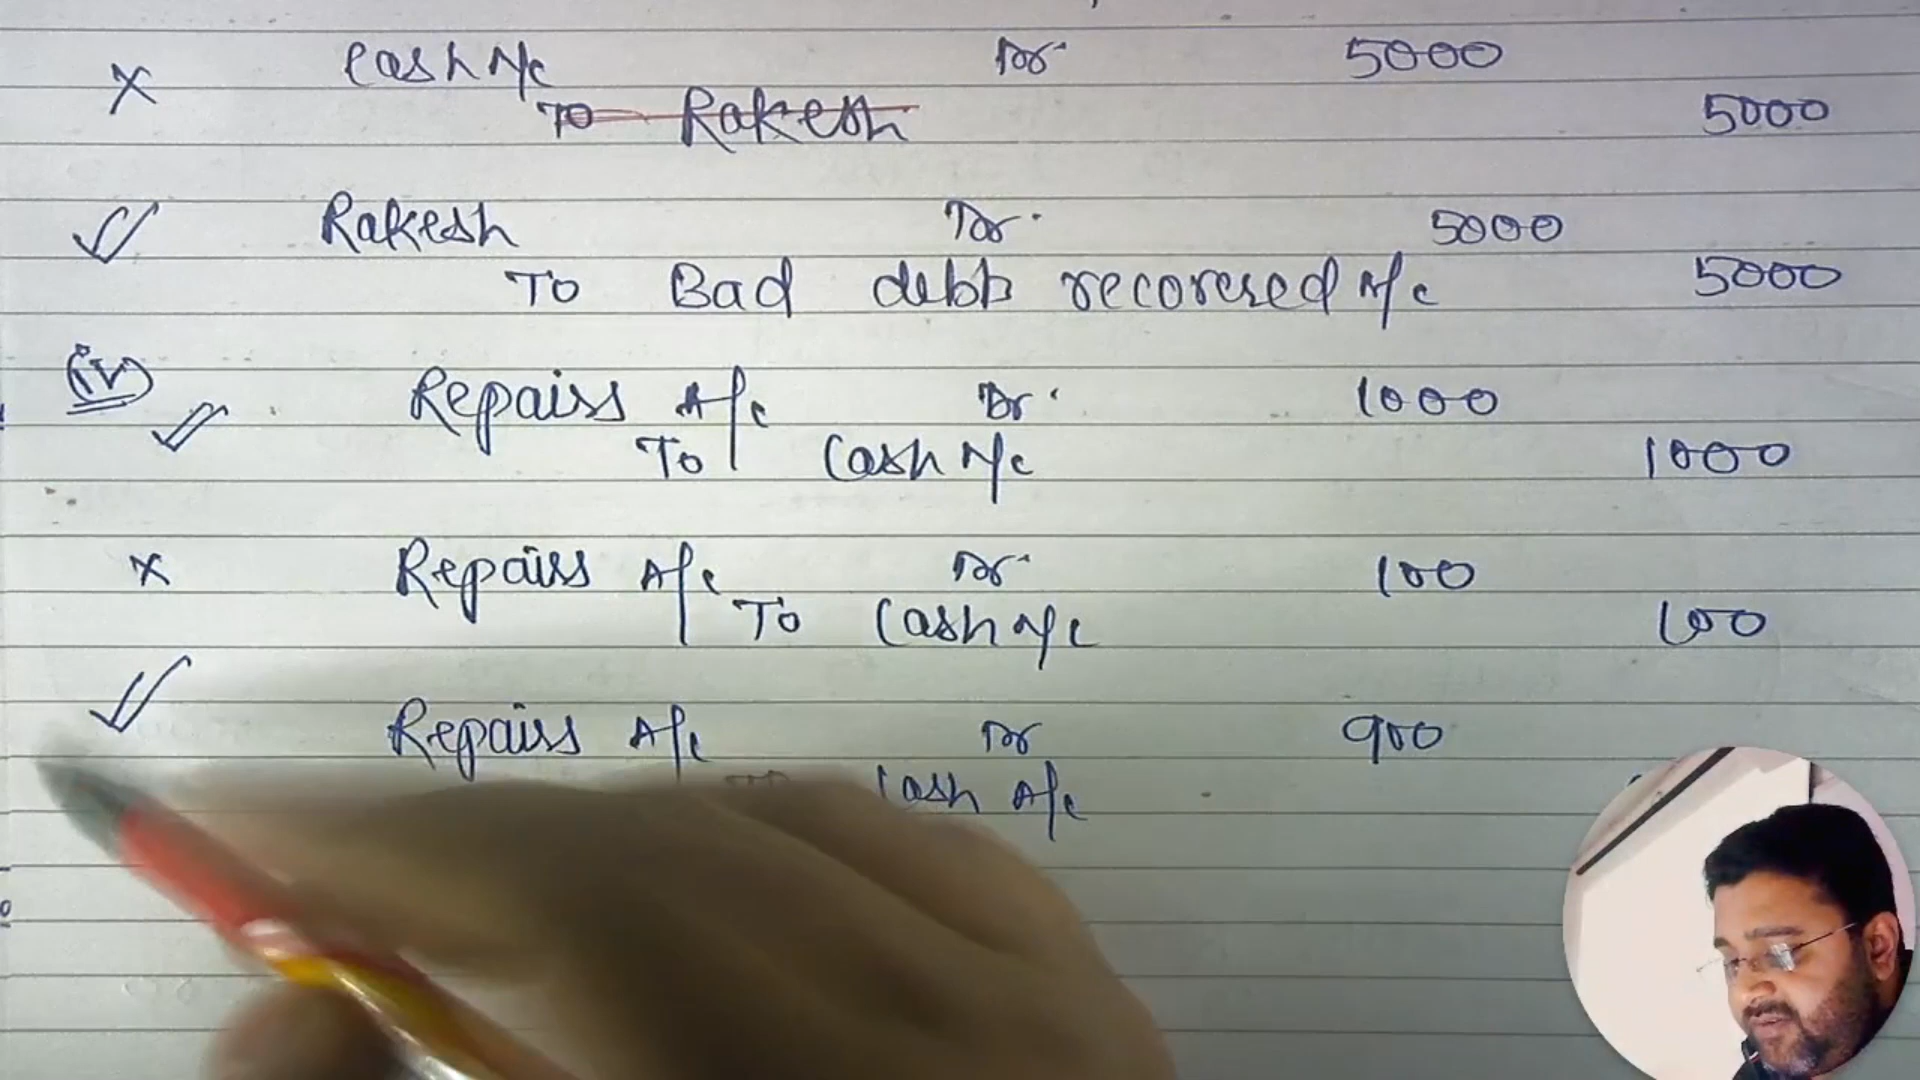 × Cash A/c Dr. 5000
To Rakesh 5000
Rakesh Dr. 5000
To Bad debts recovered A/c 5000
(iv)
Repairs A/c Dr. 1000
To Cash A/c 1000
× Repairs A/c Dr. 100
To Cash A/c 100
Repairs A/c Dr 900
Cash A/c